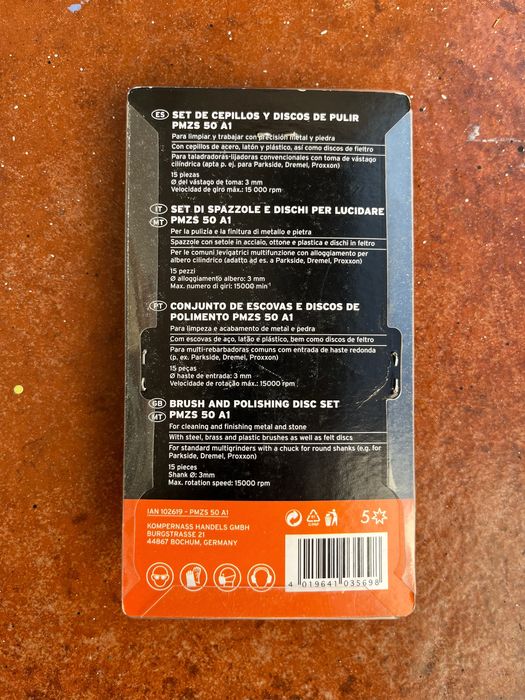 ES SET DE CEPILLOS Y DISCOS DE PULIR
PMZS 50 A1
Para limpiar y trabajar con precisión metal y piedra
Con cepillos de acero, latón y plástico, así como discos de fieltro
Para taladradoras-lijadoras convencionales con toma de vástago
cilíndrica (apta p. ej. para Parkside, Dremel, Proxxon)
15 piezas
Ø del vástago de toma: 3 mm
Velocidad de giro máx.: 15 000 rpm
IT SET DI SPAZZOLE E DISCHI PER LUCIDARE
MT PMZS 50 A1
Per la pulizia e la finitura di metallo e pietra
Spazzole con setole in acciaio, ottone e plastica e dischi in feltro
Per le comuni levigatrici multifunzione con alloggiamento per
albero cilindrico (adatto ad es. a Parkside, Dremel, Proxxon)
15 pezzi
Ø alloggiamento albero: 3 mm
Max. numero di giri: 15000 min⁻¹
PT CONJUNTO DE ESCOVAS E DISCOS DE
POLIMENTO PMZS 50 A1
Para limpeza e acabamento de metal e pedra
Com escovas de aço, latão e plástico, bem como discos de feltro
Para multi-rebarbadoras comuns com entrada de haste redonda
(p. ex. Parkside, Dremel, Proxxon)
15 peças
Ø haste de entrada: 3 mm
Velocidade de rotação máx.: 15000 rpm
GB BRUSH AND POLISHING DISC SET
MT PMZS 50 A1
For cleaning and finishing metal and stone
With steel, brass and plastic brushes as well as felt discs
For standard multigrinders with a chuck for round shanks (e.g. for
Parkside, Dremel, Proxxon)
15 pieces
Shank Ø: 3mm
Max. rotation speed: 15000 rpm
IAN 102619 - PMZS 50 A1
KOMPERNASS HANDELS GMBH
BURGSTRASSE 21
44867 BOCHUM, GERMANY
5
4 019641 035698